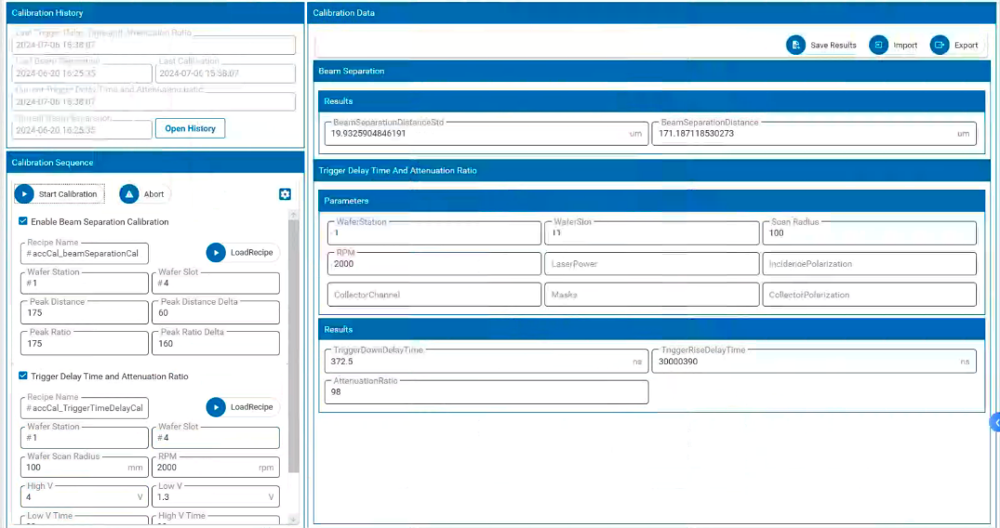 Calibration History
Last Trigger Delay Time and Attenuation Ratio
2024-07-06 15:38:07
Last Beam Separation
2024-06-20 16:25:35
Last Calibration
2024-07-06 15:38:07
Current Trigger Delay Time and Attenuation Ratio
2024-07-06 15:38:07
Current Beam Separation
2024-06-20 16:25:35
Open History
Calibration Sequence
Start Calibration
Abort
Enable Beam Separation Calibration
Recipe Name
#accCal_beamSeparationCal
LoadRecipe
Wafer Station
#1
Wafer Slot
#4
Peak Distance
175
Peak Distance Delta
60
Peak Ratio
175
Peak Ratio Delta
160
Trigger Delay Time and Attenuation Ratio
Recipe Name
#accCal_TriggerTimeDelayCal
LoadRecipe
Wafer Station
#1
Wafer Slot
#4
Wafer Scan Radius
100 mm
RPM
2000 rpm
High V
4 V
Low V
1.3 V
Low V Time
High V Time
Calibration Data
Save Results
Import
Export
Beam Separation
Results
BeamSeparationDistanceStd
19.9325904846191 um
BeamSeparationDistance
171.187118530273 um
Trigger Delay Time And Attenuation Ratio
Parameters
WaferStation
1
WaferSlot
11
Scan Radius
100
RPM
2000
LaserPower
IncidencePolarization
CollectorChannel
Masks
CollectorPolarization
Results
TriggerDownDelayTime
372.5 ns
TriggerRiseDelayTime
30000390 ns
AttenuationRatio
98